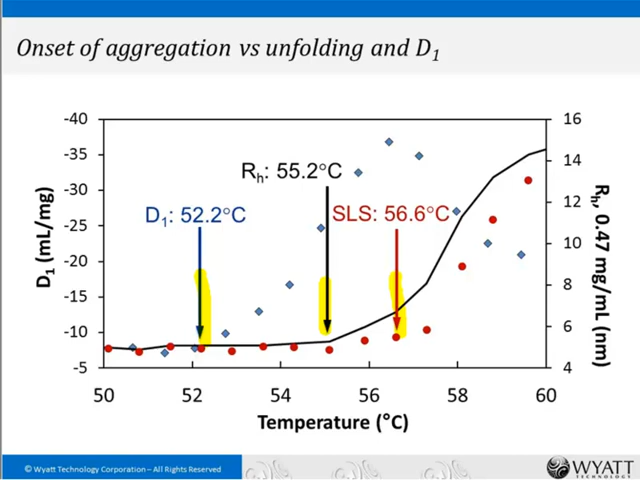 Onset of aggregation vs unfolding and D1
-40
-35
-30
-25
-20
-15
-10
-5
D1 (mL/mg)
D1: 52.2°C
Rh: 55.2°C
SLS: 56.6°C
16
14
12
10
8
6
4
Rh, 0.47 mg/mL (nm)
50 52 54 56 58 60
Temperature (°C)
© Wyatt Technology Corporation – All Rights Reserved
WYATT
TECHNOLOGY